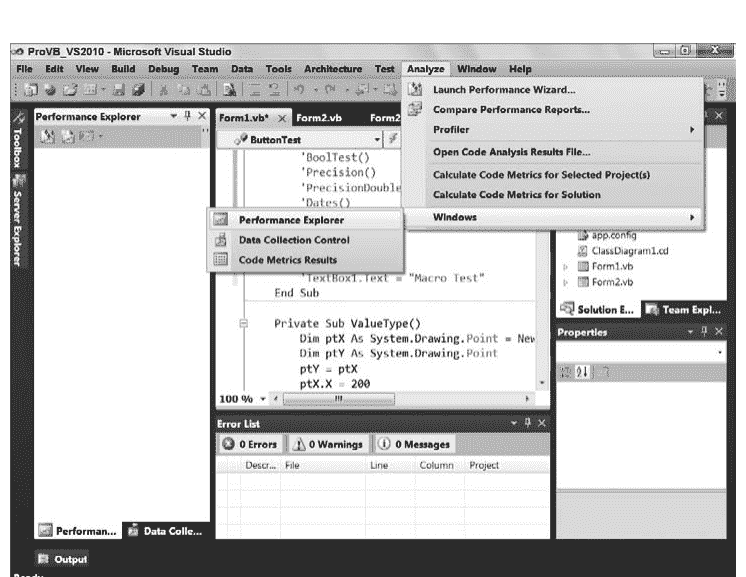 ProVB_VS2010 - Microsoft Visual Studio
File Edit View Build Debug Team Data Tools Architecture Test Analyze Window Help
Launch Performance Wizard...
Compare Performance Reports...
Profiler
Open Code Analysis Results File...
Calculate Code Metrics for Selected Project(s)
Calculate Code Metrics for Solution
Windows
Performance Explorer
Data Collection Control
Code Metrics Results
Toolbox
Server Explorer
Performance Explorer
Form1.vb* Form2.vb Form2
ButtonTest
'BoolTest()
'Precision()
'PrecisionDouble
'Dates()
'TextBox1.Text = "Macro Test"
End Sub
Private Sub ValueType()
Dim ptX As System.Drawing.Point = New
Dim ptY As System.Drawing.Point
ptY = ptX
ptX.X = 200
100 %
app.config
ClassDiagram1.cd
Form1.vb
Form2.vb
Solution E... Team Expl...
Properties
Error List
0 Errors 0 Warnings 0 Messages
Descr... File Line Column Project
Performan... Data Colle...
Output
Ready